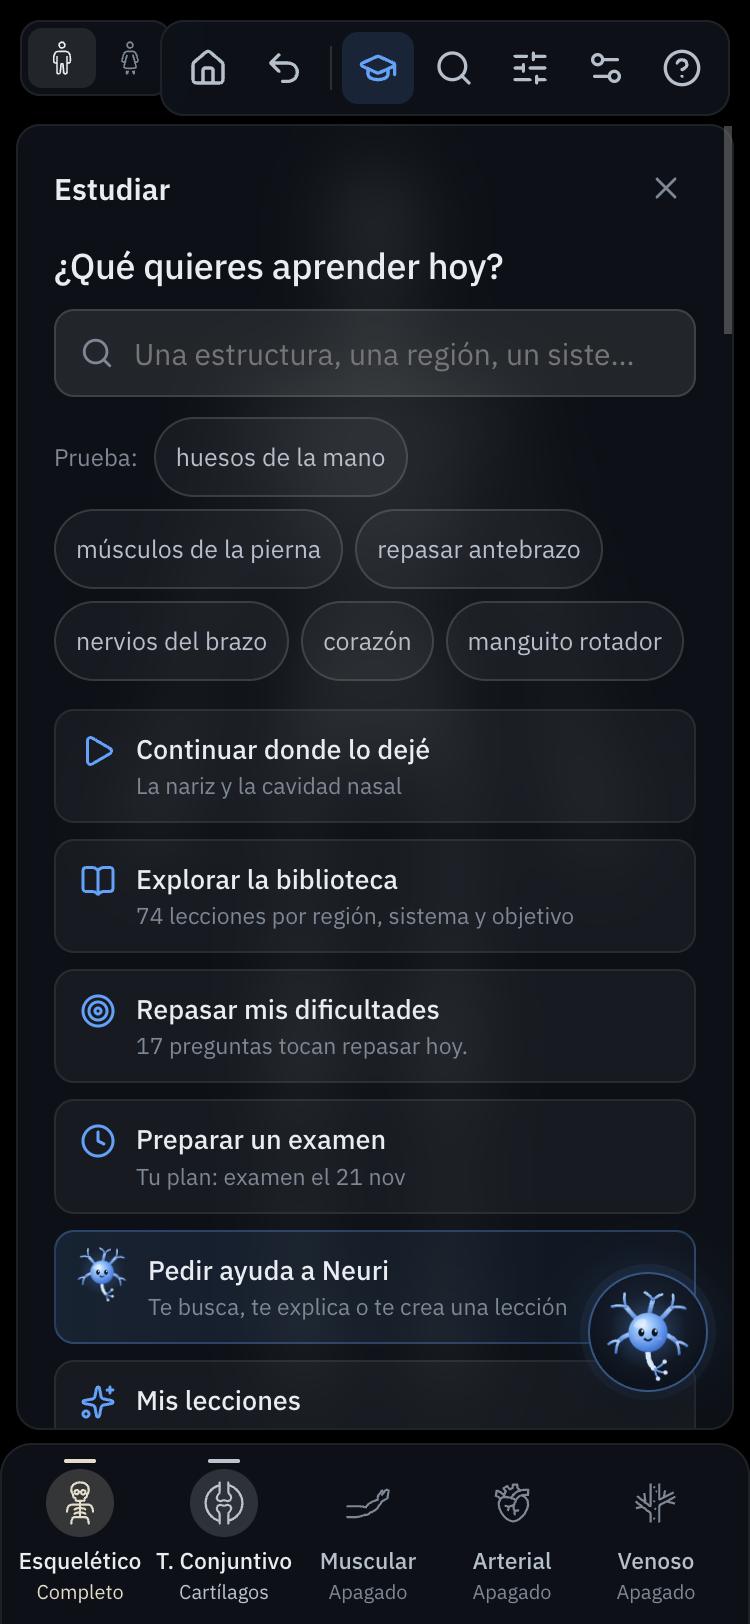 Estudiar
¿Qué quieres aprender hoy?
Una estructura, una región, un siste...
Prueba: huesos de la mano
músculos de la pierna repasar antebrazo
nervios del brazo corazón manguito rotador
Continuar donde lo dejé
La nariz y la cavidad nasal
Explorar la biblioteca
74 lecciones por región, sistema y objetivo
Repasar mis dificultades
17 preguntas tocan repasar hoy.
Preparar un examen
Tu plan: examen el 21 nov
Pedir ayuda a Neuri
Te busca, te explica o te crea una lección
Mis lecciones
Esquelético T. Conjuntivo Muscular Arterial Venoso
Completo Cartílagos Apagado Apagado Apagado